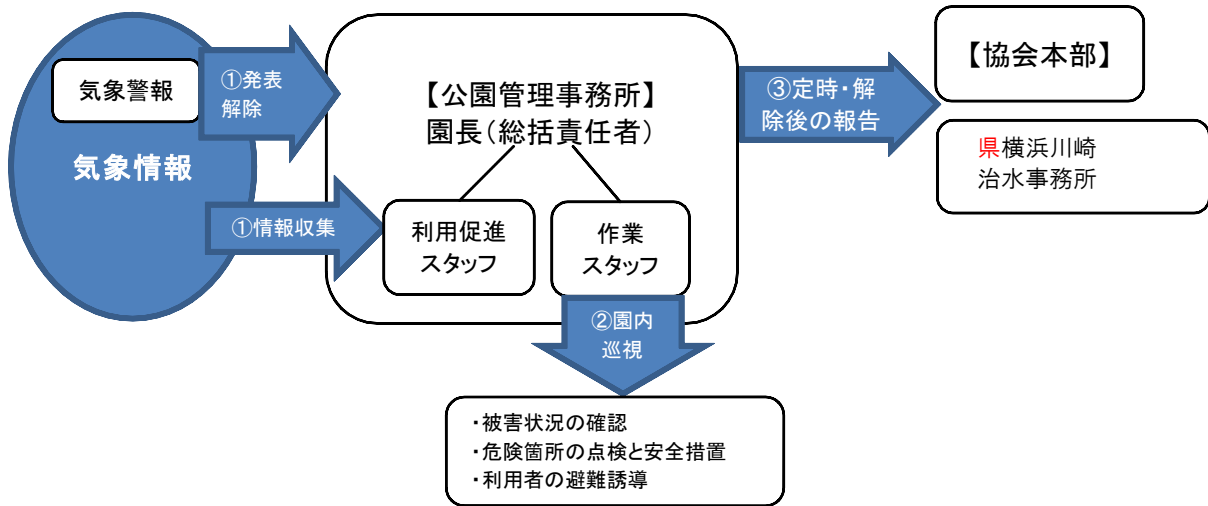 気象警報
気象情報
①発表
解除
①情報収集
【公園管理事務所】
園長(総括責任者)
利用促進
スタッフ
作業
スタッフ
②園内
巡視
・被害状況の確認
・危険箇所の点検と安全措置
・利用者の避難誘導
③定時・解
除後の報告
【協会本部】
県横浜川崎
治水事務所